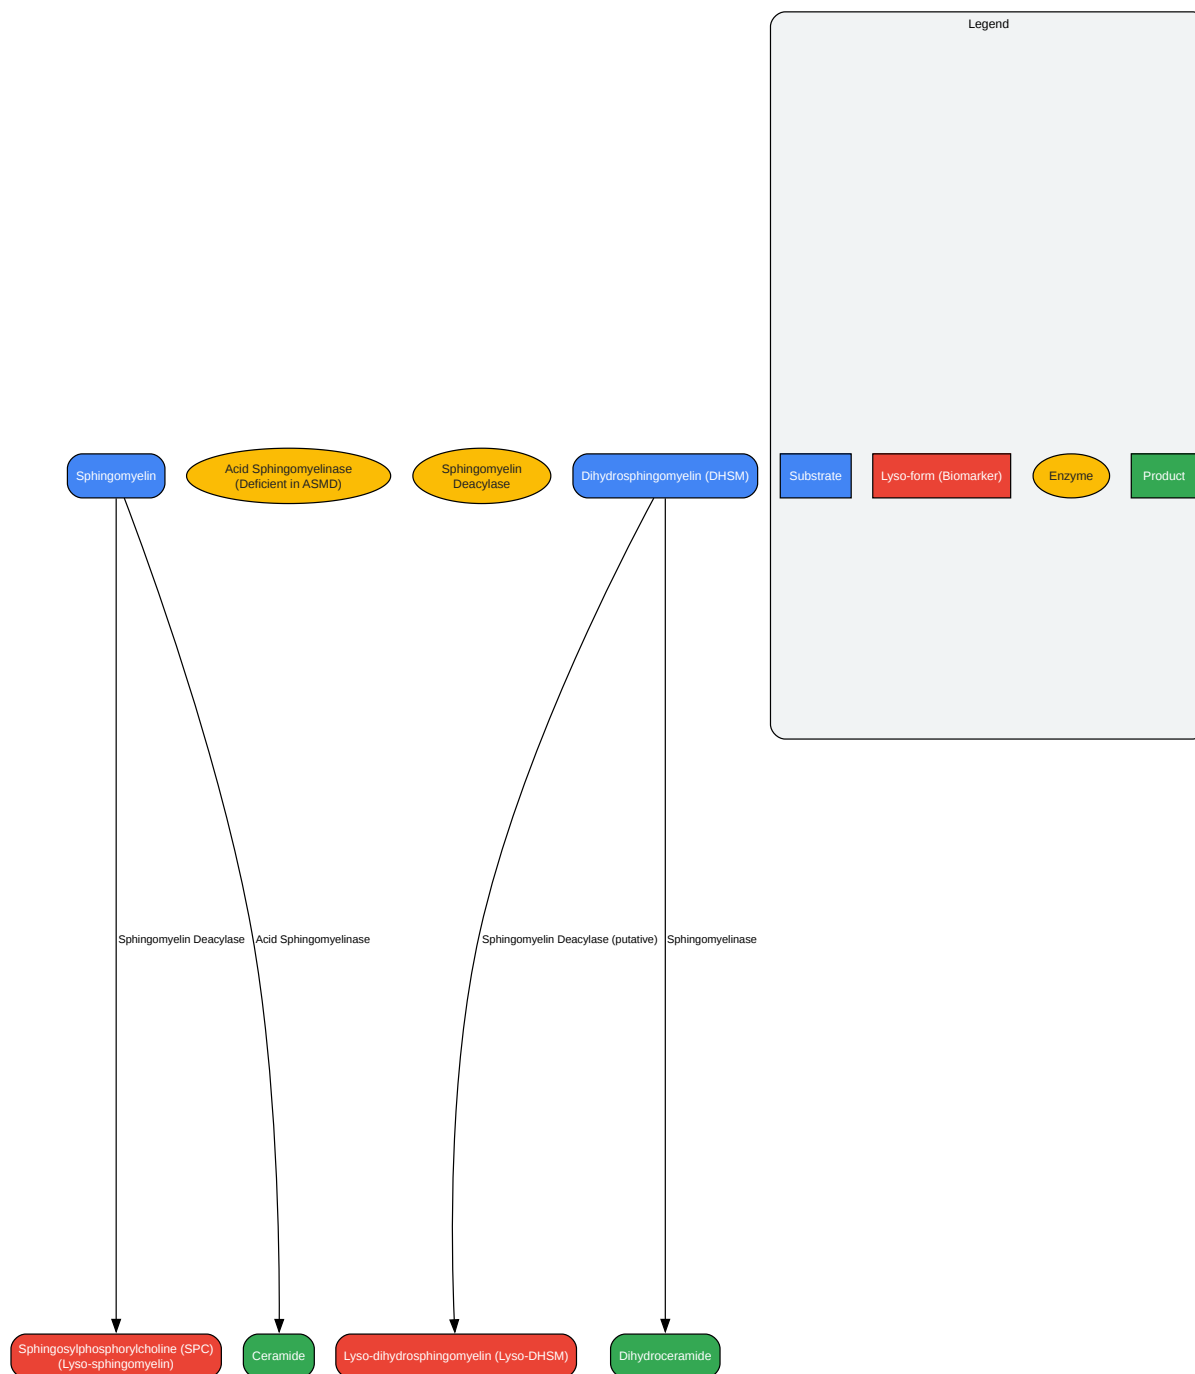 Legend
Sphingomyelin
Acid Sphingomyelinase
(Deficient in ASMD)
Sphingomyelin
Deacylase
Dihydrosphingomyelin (DHSM)
Substrate
Lyso-form (Biomarker)
Enzyme
Product
Sphingomyelin Deacylase
Acid Sphingomyelinase
Sphingomyelin Deacylase (putative)
Sphingomyelinase
Sphingosylphosphorylcholine (SPC)
(Lyso-sphingomyelin)
Ceramide
Lyso-dihydrosphingomyelin (Lyso-DHSM)
Dihydroceramide